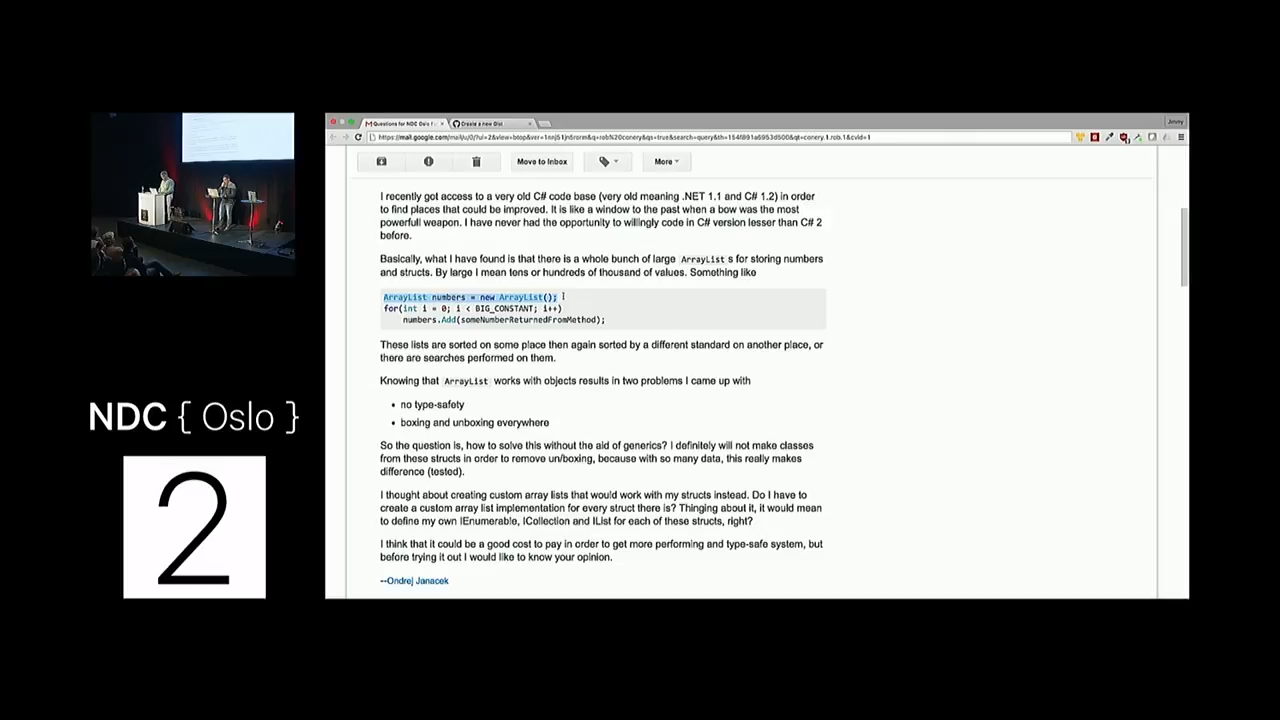 Questions for NDC Oslo
Create a new Gist
Jimmy
Move to Inbox
More
I recently got access to a very old C# code base (very old meaning .NET 1.1 and C# 1.2) in order
to find places that could be improved. It is like a window to the past when a bow was the most
powerfull weapon. I have never had the opportunity to willingly code in C# version lesser than C# 2
before.
Basically, what I have found is that there is a whole bunch of large ArrayList s for storing numbers
and structs. By large I mean tens or hundreds of thousand of values. Something like
ArrayList numbers = new ArrayList();
for(int i = 0; i < BIG_CONSTANT; i++)
numbers.Add(someNumberReturnedFromMethod);
These lists are sorted on some place then again sorted by a different standard on another place, or
there are searches performed on them.
Knowing that ArrayList works with objects results in two problems I came up with
• no type-safety
• boxing and unboxing everywhere
So the question is, how to solve this without the aid of generics? I definitely will not make classes
from these structs in order to remove un/boxing, because with so many data, this really makes
difference (tested).
I thought about creating custom array lists that would work with my structs instead. Do I have to
create a custom array list implementation for every struct there is? Thinging about it, it would mean
to define my own IEnumerable, ICollection and IList for each of these structs, right?
I think that it could be a good cost to pay in order to get more performing and type-safe system, but
before trying it out I would like to know your opinion.
--Ondrej Janacek
NDC { Oslo }
2